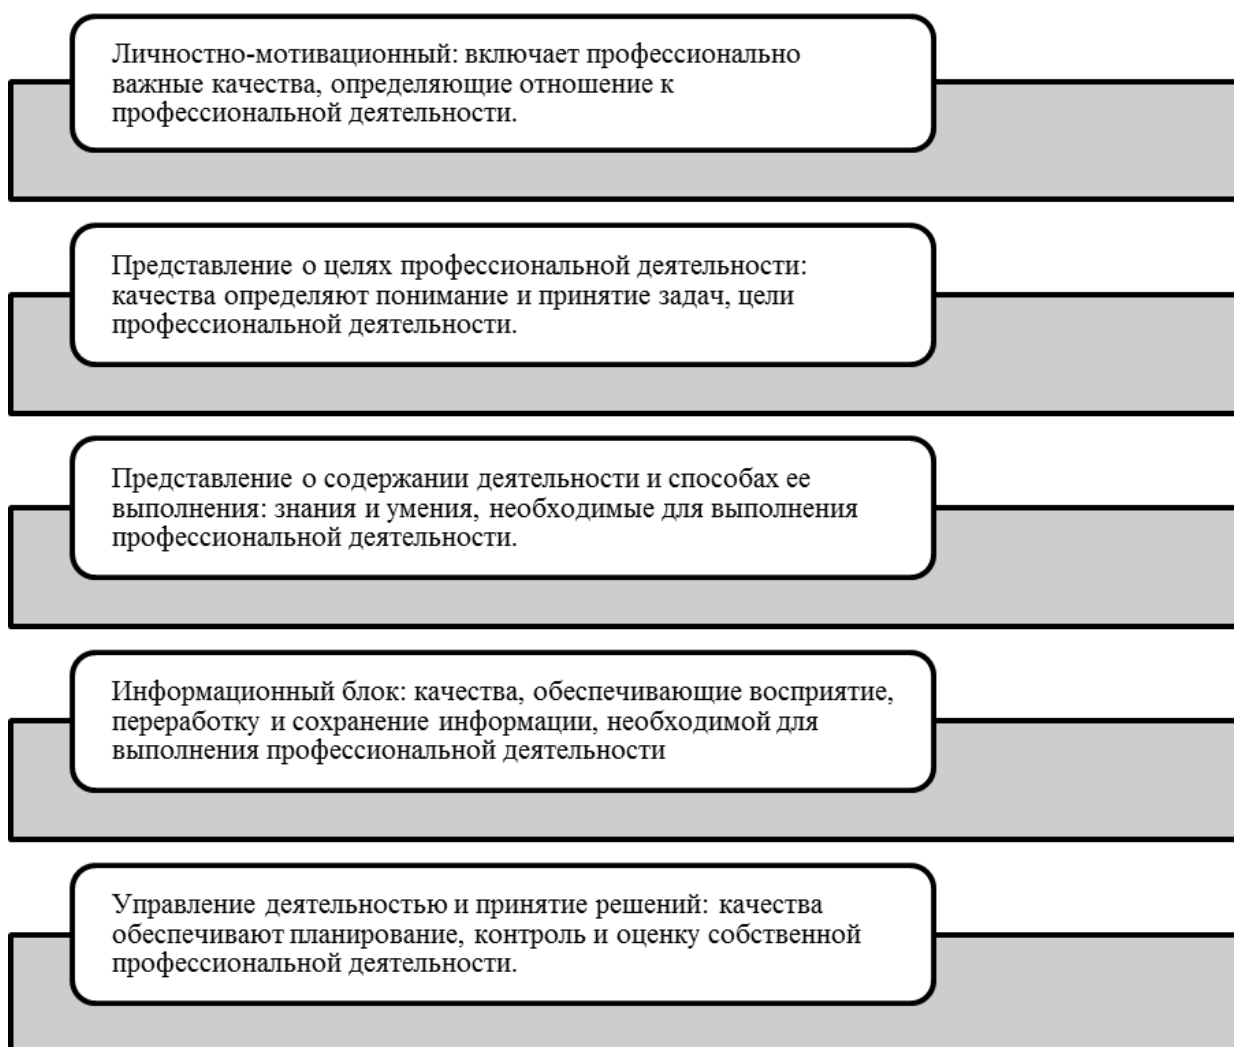 Личностно-мотивационный: включает профессионально
важные качества, определяющие отношение к
профессиональной деятельности.
Представление о целях профессиональной деятельности:
качества определяют понимание и принятие задач, цели
профессиональной деятельности.
Представление о содержании деятельности и способах ее
выполнения: знания и умения, необходимые для выполнения
профессиональной деятельности.
Информационный блок: качества, обеспечивающие восприятие,
переработку и сохранение информации, необходимой для
выполнения профессиональной деятельности
Управление деятельностью и принятие решений: качества
обеспечивают планирование, контроль и оценку собственной
профессиональной деятельности.